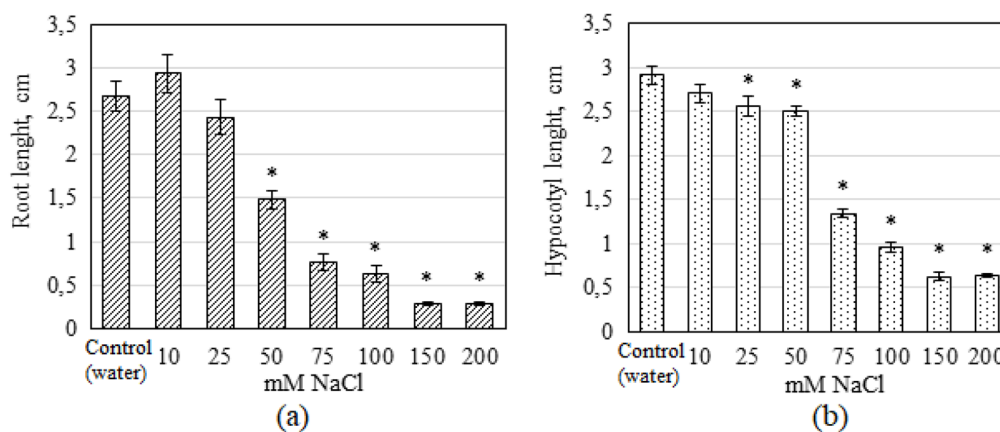 3,5
3
2,5
2
1,5
1
0,5
0
Root lenght, cm
*
*
*
*
*
Control
(water)
10 25 50 75 100 150 200
mM NaCl
(a)
3,5
3
2,5
2
1,5
1
0,5
0
Hypocotyl lenght, cm
*
*
*
*
*
*
Control
(water)
10 25 50 75 100 150 200
mM NaCl
(b)